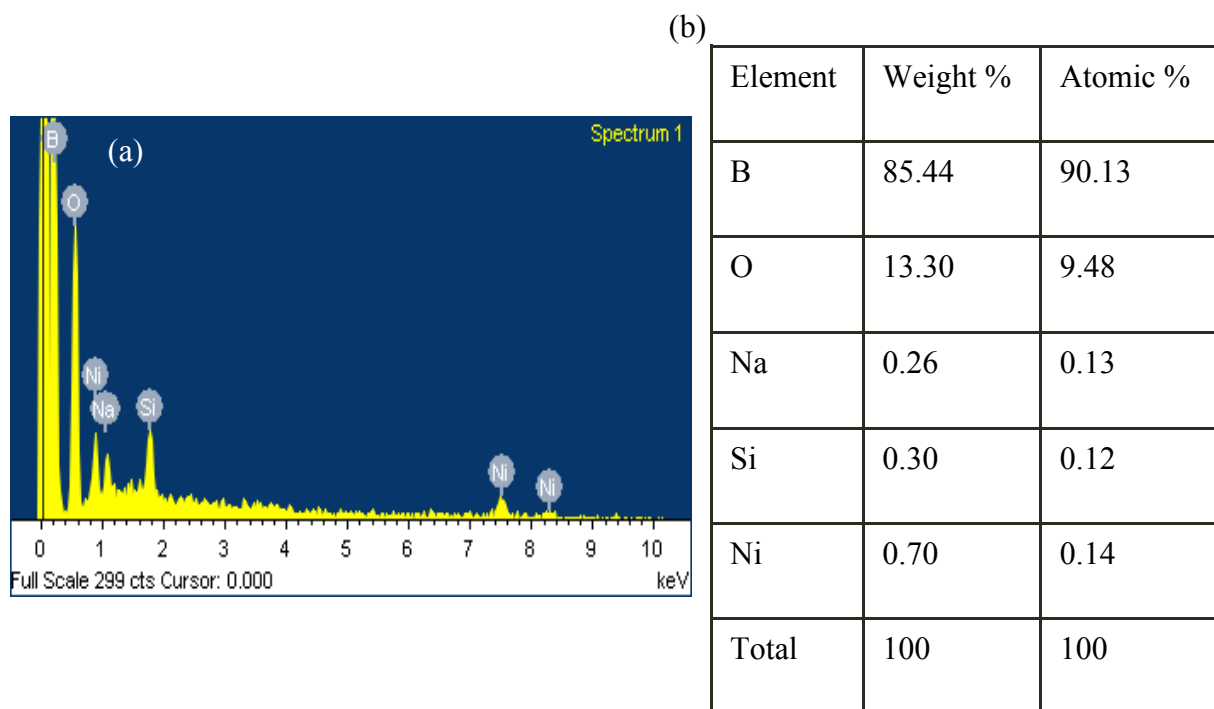 (b)
(a)
Spectrum 1
B
O
Ni
Na
Si
Ni
Ni
0 1 2 3 4 5 6 7 8 9 10
Full Scale 299 cts Cursor: 0.000 keV
Element Weight % Atomic %
B 85.44 90.13
O 13.30 9.48
Na 0.26 0.13
Si 0.30 0.12
Ni 0.70 0.14
Total 100 100